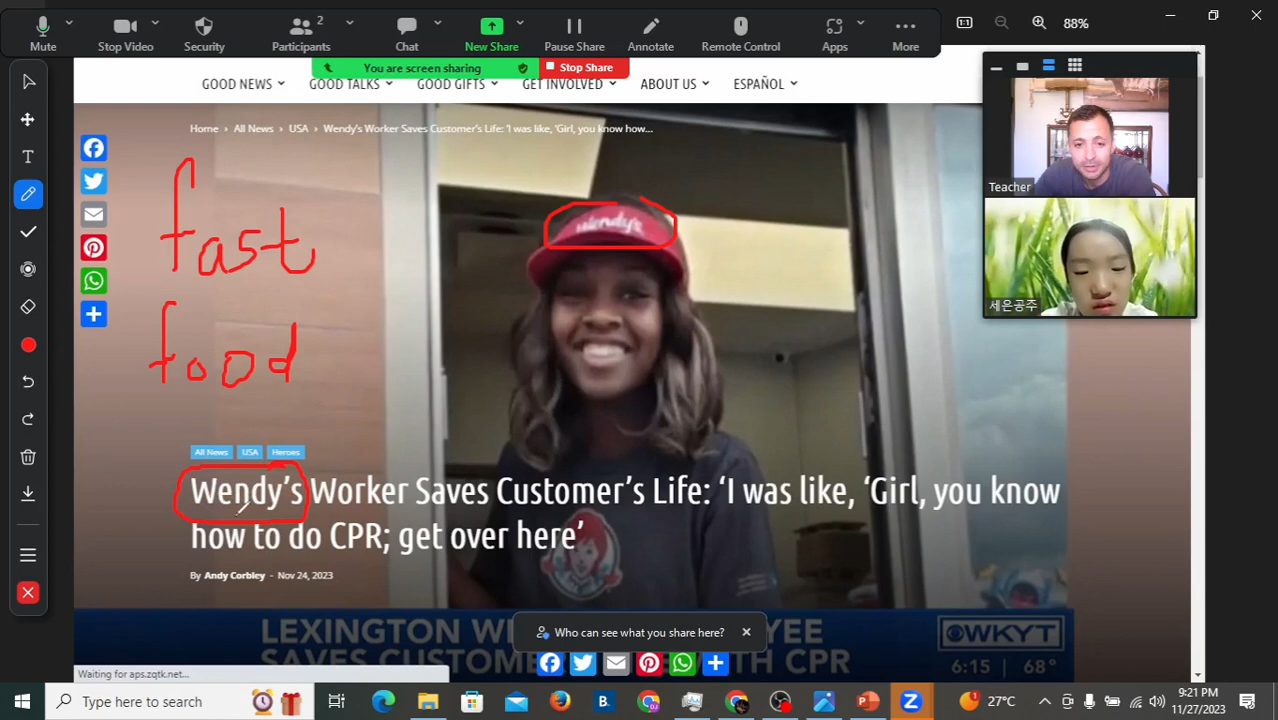 88%
2
Mute
Stop Video
Security
Participants
Chat
New Share
Pause Share
Annotate
Remote Control
Apps
More
You are screen sharing
Stop Share
GOOD NEWS
GOOD TALKS
GOOD GIFTS
GET INVOLVED
ABOUT US
ESPAÑOL
Home › All News › USA › Wendy's Worker Saves Customer's Life: 'I was like, 'Girl, you know how...
Teacher
세은공주
fast
food
Wendy's
All News
USA
Heroes
Wendy's Worker Saves Customer's Life: 'I was like, 'Girl, you know
how to do CPR; get over here'
By Andy Corbley - Nov 24, 2023
LEXINGTON
SAVES
CPR
WKYT
6:15
68°
Who can see what you share here?
Waiting for aps.zqtk.net...
Type here to search
B.
27°C
9:21 PM
11/27/2023